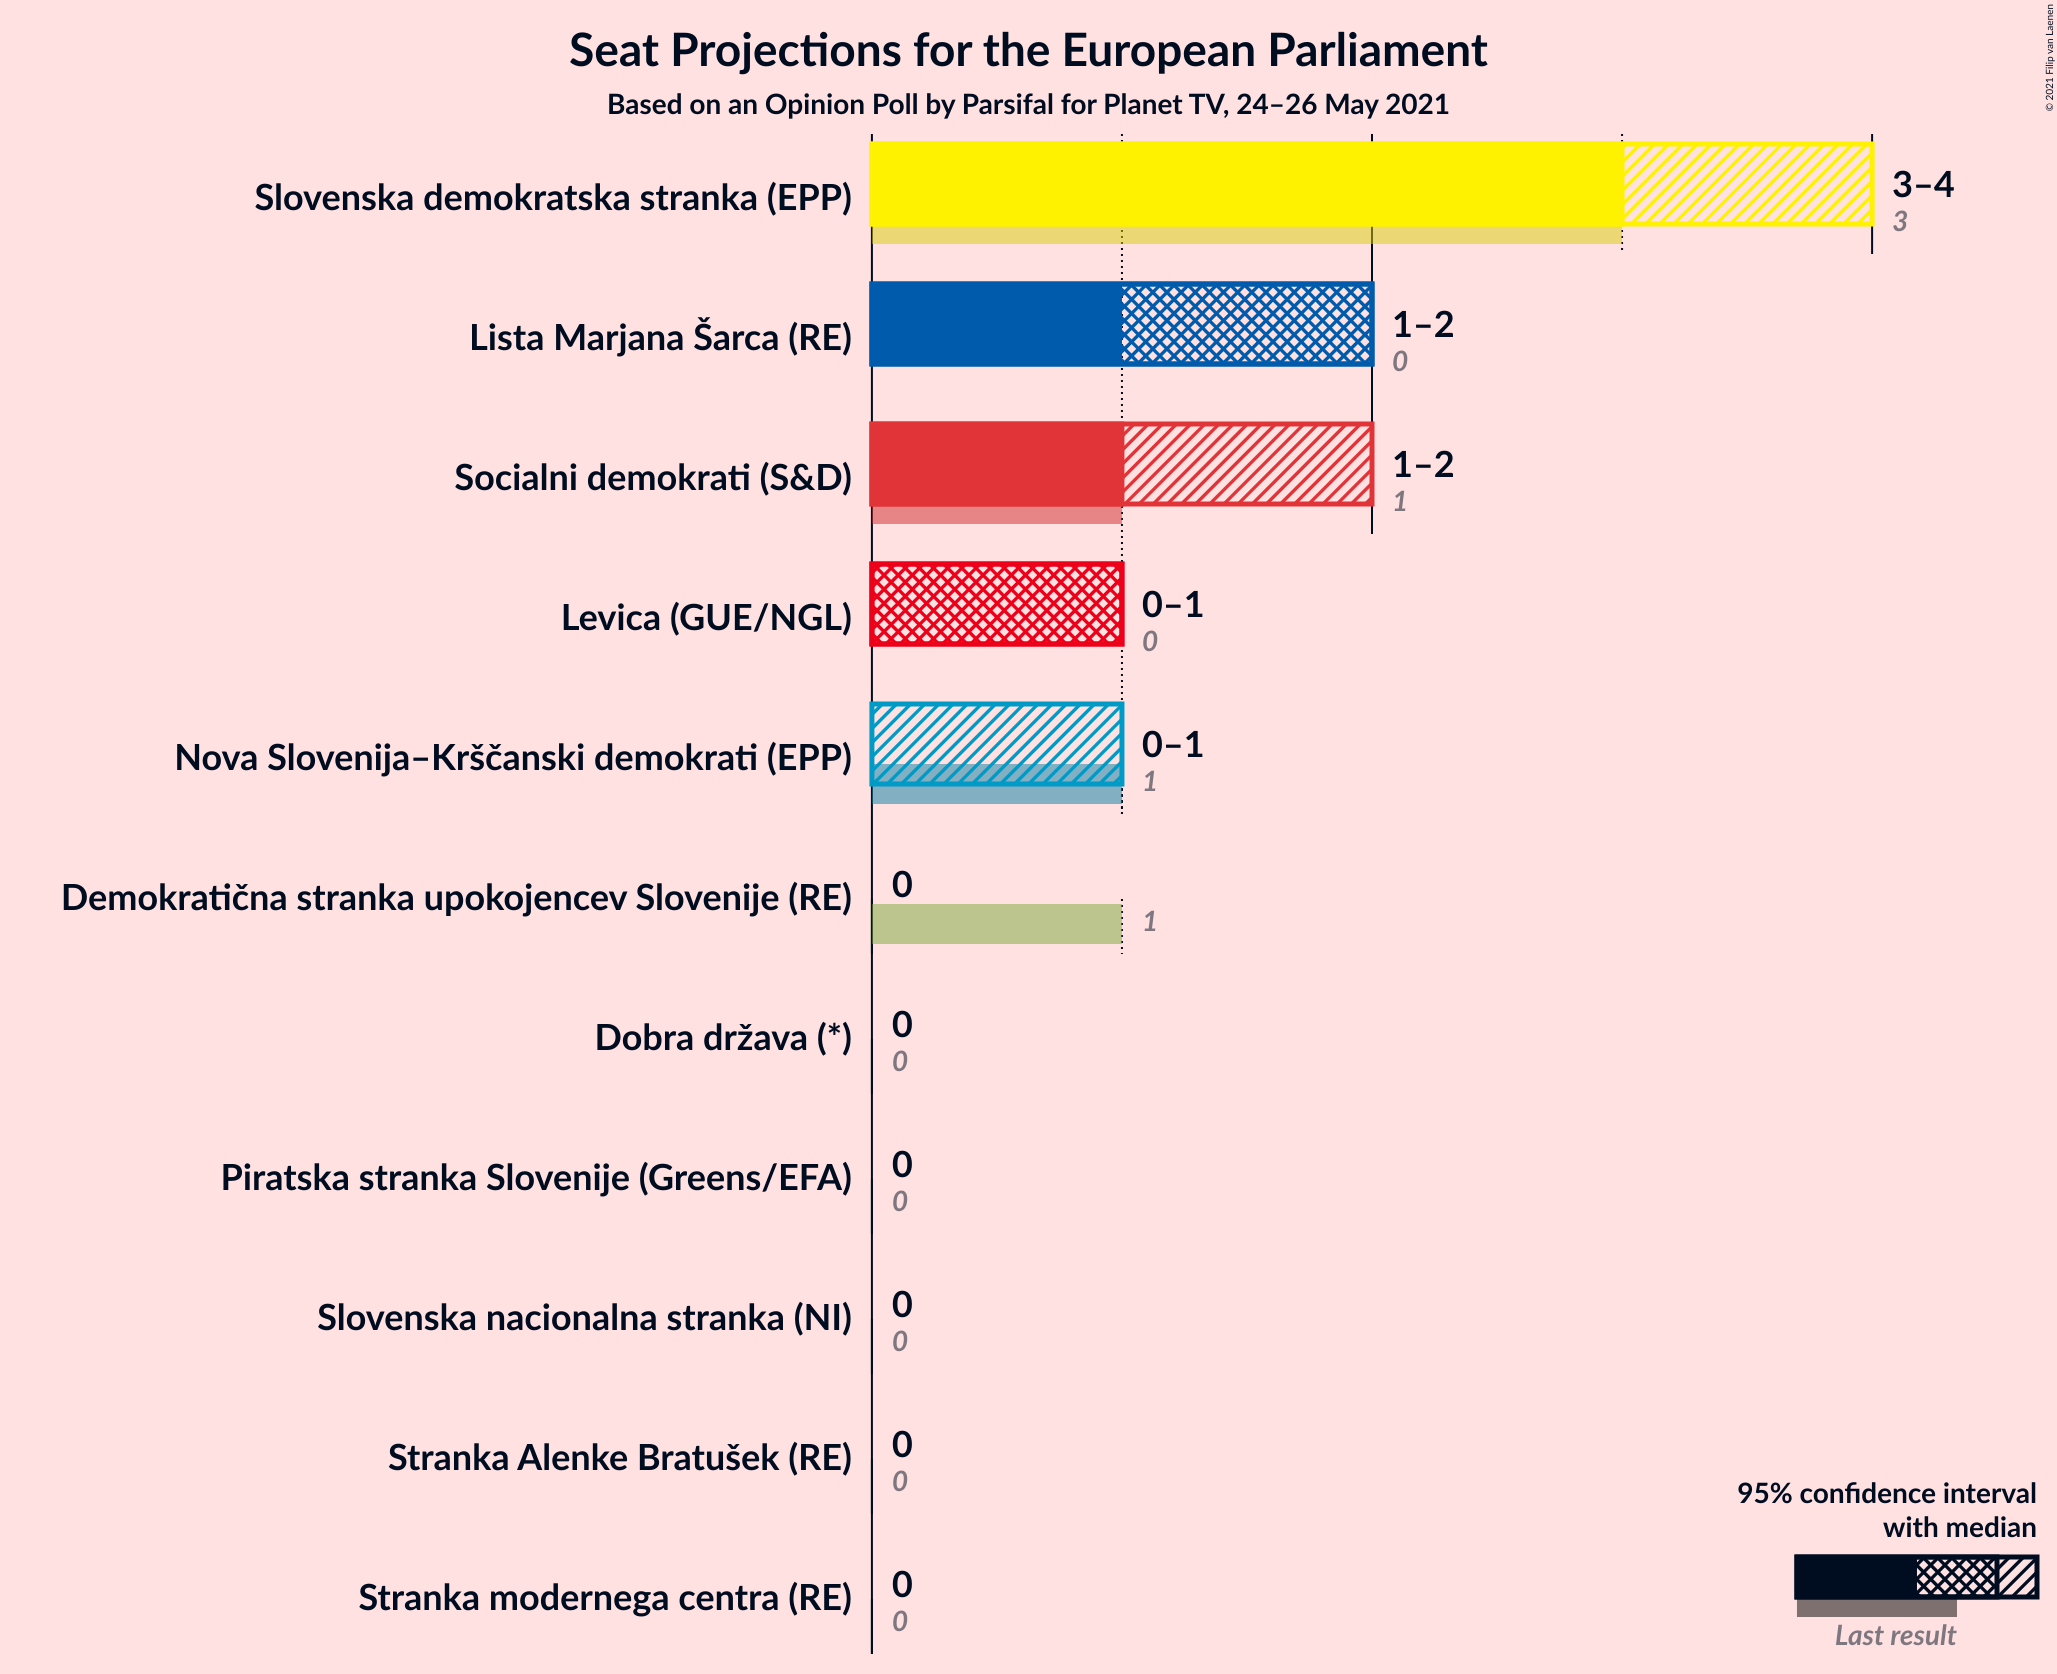 Seat Projections for the European Parliament
Based on an Opinion Poll by Parsifal for Planet TV, 24–26 May 2021
© 2021 Filip van Laenen
Slovenska demokratska stranka (EPP)
3–4
3
Lista Marjana Šarca (RE)
1–2
0
Socialni demokrati (S&D)
1–2
1
Levica (GUE/NGL)
0–1
0
Nova Slovenija–Krščanski demokrati (EPP)
0–1
1
Demokratična stranka upokojencev Slovenije (RE)
0
1
Dobra država (*)
0
0
Piratska stranka Slovenije (Greens/EFA)
0
0
Slovenska nacionalna stranka (NI)
0
0
Stranka Alenke Bratušek (RE)
0
0
Stranka modernega centra (RE)
0
0
95% confidence interval
with median
Last result